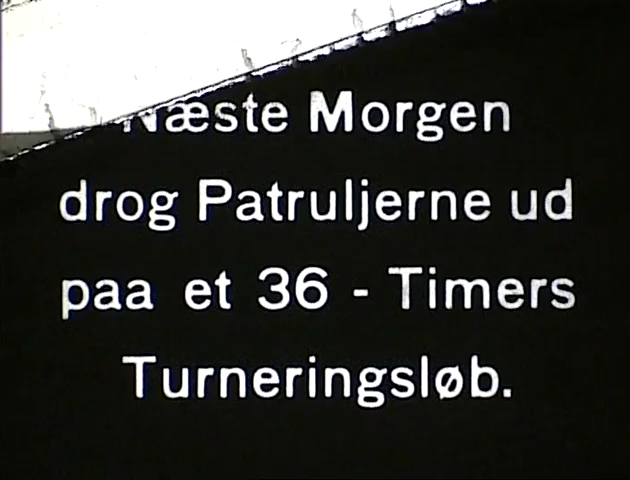 Næste Morgen
drog Patruljerne ud
paa et 36 - Timers
Turneringsløb.